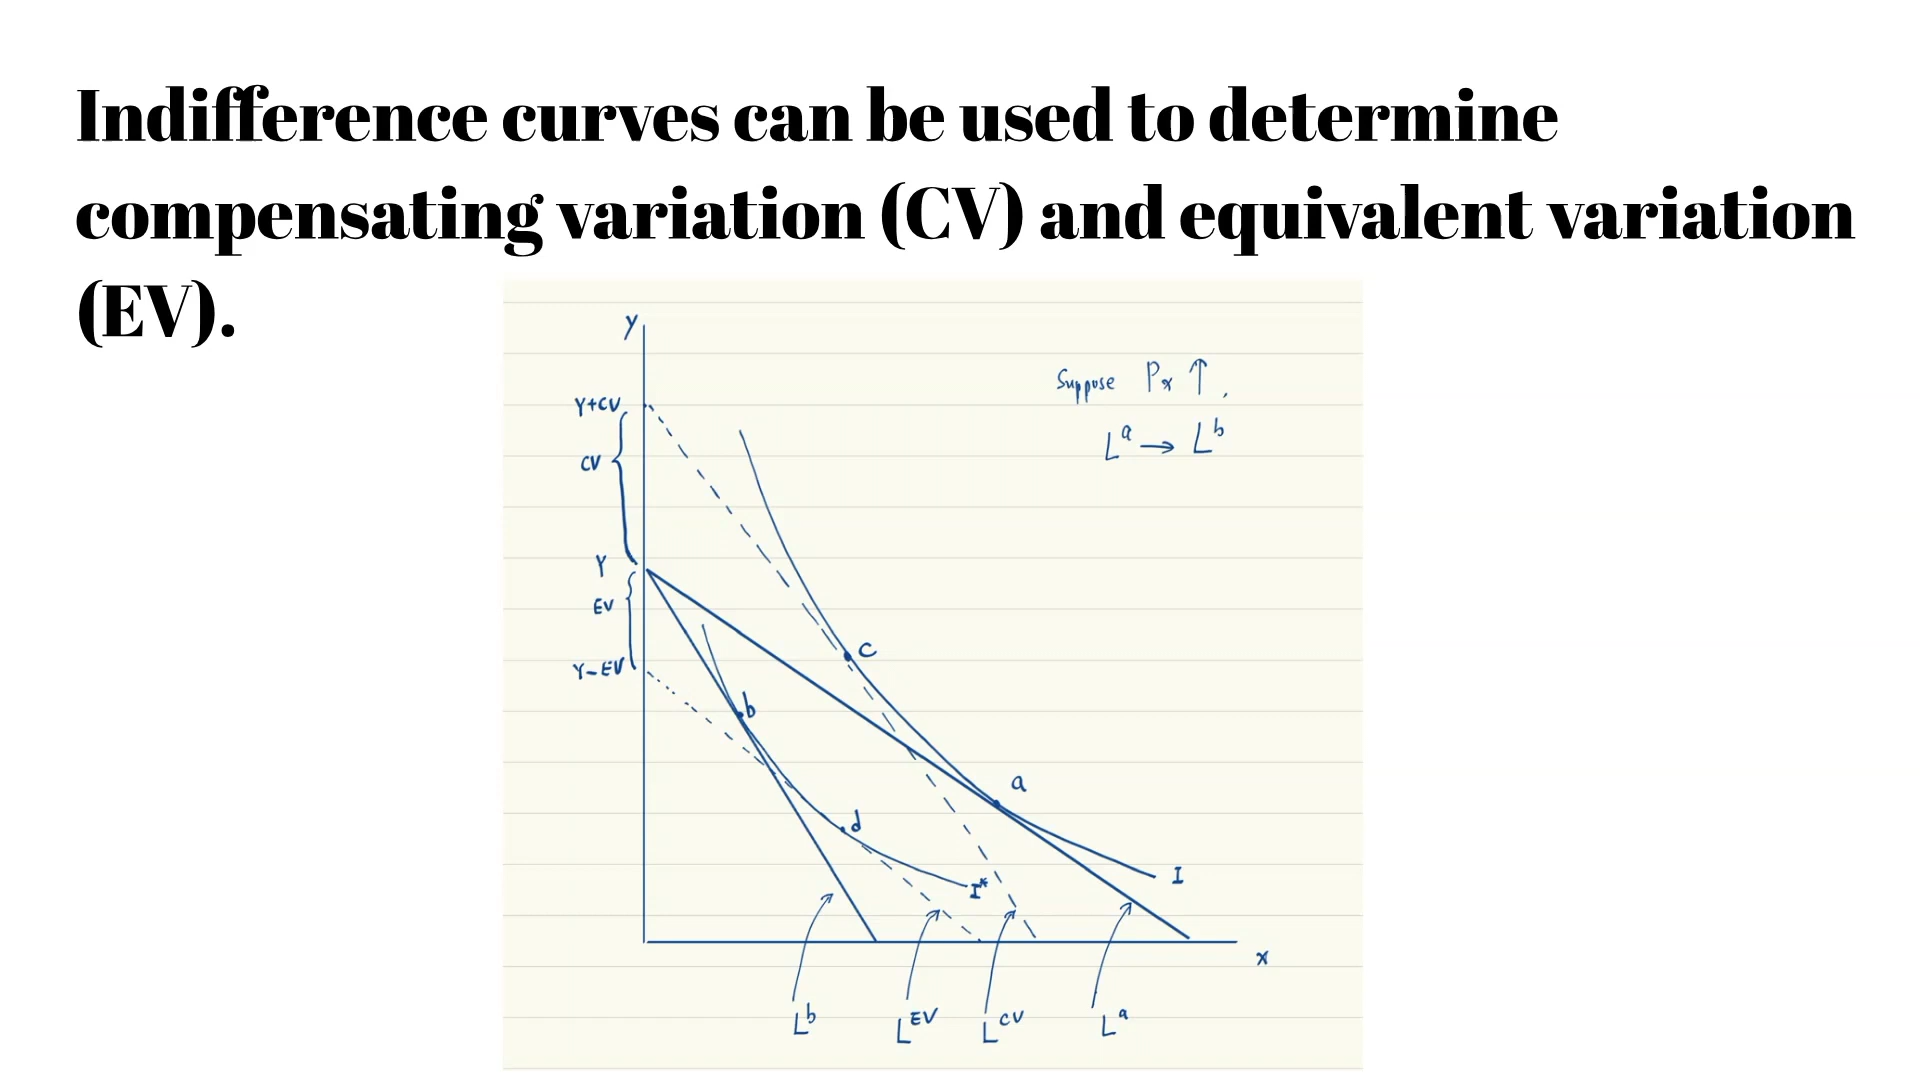 Indifference curves can be used to determine
compensating variation (CV) and equivalent variation
(EV).
y
Suppose Px ↑,
Lᵃ → Lᵇ
Y+CV
CV
Y
EV
Y-EV
c
b
a
d
I
I*
x
Lᵇ
Lᴱⱽ
Lᶜⱽ
Lᵃ